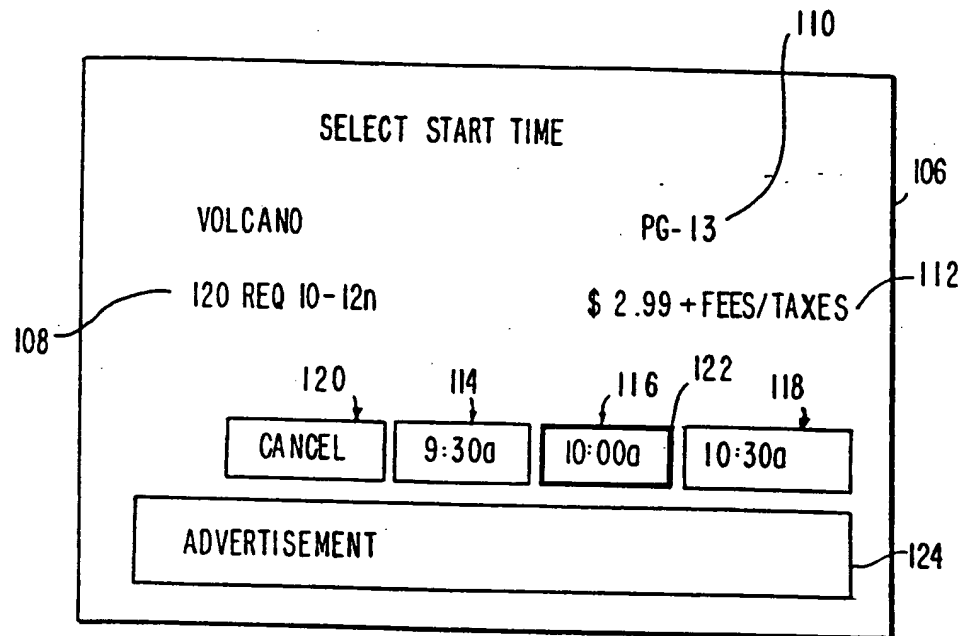 110
SELECT START TIME
106
VOLCANO PG-13
120 REQ 10-12n $ 2.99 + FEES/TAXES 112
108
120 114 116 122 118
CANCEL 9:30a 10:00a 10:30a
ADVERTISEMENT
124